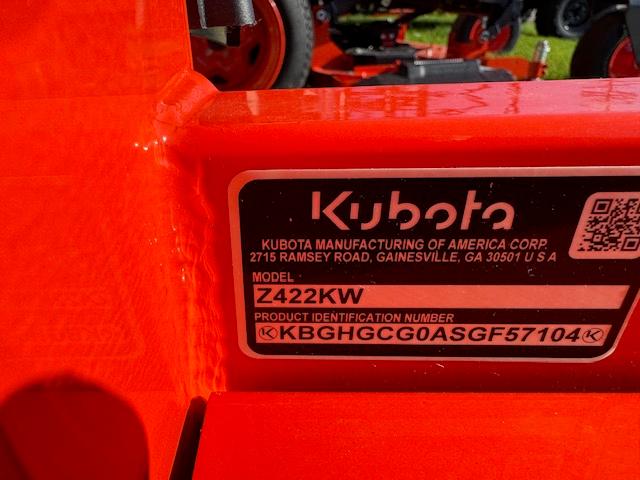 Kubota
KUBOTA MANUFACTURING OF AMERICA CORP.
2715 RAMSEY ROAD, GAINESVILLE, GA 30501 U S A
MODEL
Z422KW
PRODUCT IDENTIFICATION NUMBER
KBGHGCG0ASGF57104